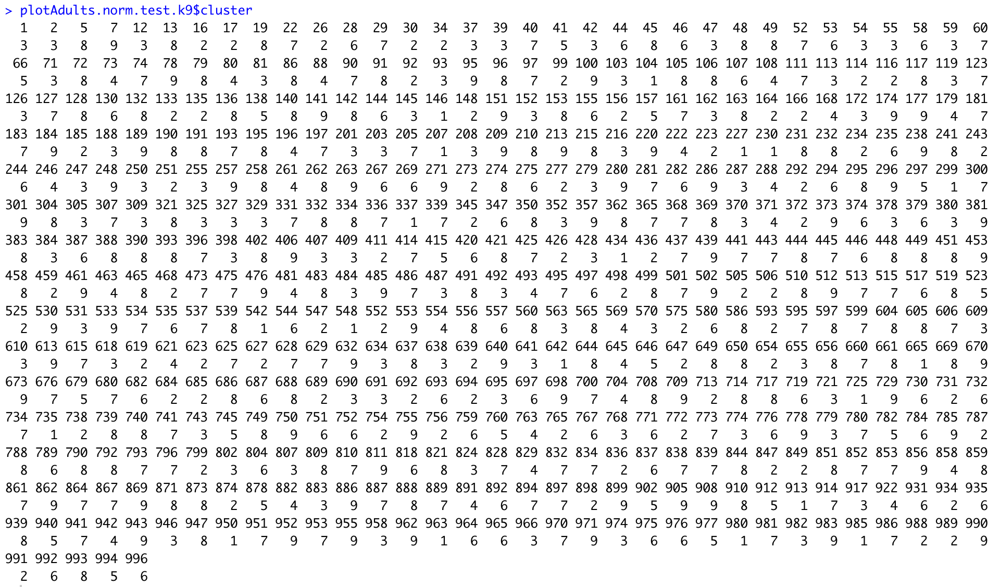 > plotAdults.norm.test.k9$cluster
1 2 5 7 12 13 16 17 19 22 26 28 29 30 34 37 39 40 41 42 44 45 46 47 48 49 52 53 54 55 58 59 60
3 3 8 9 3 8 2 2 8 7 2 6 7 2 2 3 3 7 5 3 6 8 6 3 8 8 7 6 3 3 6 3 7
66 71 72 73 74 78 79 80 81 86 88 90 91 92 93 95 96 97 99 100 103 104 105 106 107 108 111 113 114 116 117 119 123
5 3 8 4 7 9 8 4 3 8 4 7 8 2 3 9 8 7 2 9 3 1 8 8 6 4 7 3 2 2 8 3 7
126 127 128 130 132 133 135 136 138 140 141 142 144 145 146 148 151 152 153 155 156 157 161 162 163 164 166 168 172 174 177 179 181
3 7 8 6 8 2 2 8 5 8 9 8 6 3 1 2 9 3 8 6 2 5 7 3 8 2 2 4 3 9 9 4 7
183 184 185 188 189 190 191 193 195 196 197 201 203 205 207 208 209 210 213 215 216 220 222 223 227 230 231 232 234 235 238 241 243
7 9 2 3 9 8 8 7 8 4 7 3 3 7 1 3 9 8 9 8 3 9 4 2 1 1 8 8 2 6 9 8 2
244 246 247 248 250 251 255 257 258 261 262 263 267 269 271 273 274 275 277 279 280 281 282 286 287 288 292 294 295 296 297 299 300
6 4 3 9 3 2 3 9 8 4 8 9 6 6 9 2 8 6 2 3 9 7 6 9 3 4 2 6 8 9 5 1 7
301 304 305 307 309 321 325 327 329 331 332 334 336 337 339 345 347 350 352 357 362 365 368 369 370 371 372 373 374 378 379 380 381
9 8 3 7 3 8 3 3 3 7 8 8 7 1 7 2 6 8 3 9 8 7 7 8 3 4 2 9 6 3 6 3 9
383 384 387 388 390 393 396 398 402 406 407 409 411 414 415 420 421 425 426 428 434 436 437 439 441 443 444 445 446 448 449 451 453
8 3 6 8 8 8 7 3 8 9 3 3 2 7 5 6 8 7 2 3 1 2 7 9 7 7 8 7 6 8 8 8 9
458 459 461 463 465 468 473 475 476 481 483 484 485 486 487 491 492 493 495 497 498 499 501 502 505 506 510 512 513 515 517 519 523
8 2 9 4 8 2 7 7 9 4 8 3 9 7 3 8 3 4 7 6 2 8 7 9 2 2 8 9 7 7 6 8 5
525 530 531 533 534 535 537 539 542 544 547 548 552 553 554 556 557 560 563 565 569 570 575 580 586 593 595 597 599 604 605 606 609
2 9 3 9 7 6 7 8 1 6 2 1 2 9 4 8 6 8 3 8 4 3 2 6 8 2 7 8 7 8 8 7 3
610 613 615 618 619 621 623 625 627 628 629 632 634 637 638 639 640 641 642 644 645 646 647 649 650 654 655 656 660 661 665 669 670
3 9 7 3 2 4 2 7 2 7 7 9 3 8 3 2 9 3 1 8 4 5 2 8 8 2 3 8 7 8 1 8 9
673 676 679 680 682 684 685 686 687 688 689 690 691 692 693 694 695 697 698 700 704 708 709 713 714 717 719 721 725 729 730 731 732
9 7 5 7 6 2 2 8 6 8 2 3 3 2 6 2 3 6 9 7 4 8 9 2 8 8 6 3 1 9 6 2 6
734 735 738 739 740 741 743 745 749 750 751 752 754 755 756 759 760 763 765 767 768 771 772 773 774 776 778 779 780 782 784 785 787
7 1 2 8 8 7 3 5 8 9 6 6 2 9 2 6 5 4 2 6 3 6 2 7 3 6 9 3 7 5 6 9 2
788 789 790 792 793 796 799 802 804 807 809 810 811 818 821 824 828 829 832 834 836 837 838 839 844 847 849 851 852 853 856 858 859
8 6 8 8 7 7 2 3 6 3 8 7 9 6 8 3 7 4 7 7 2 6 7 7 8 2 2 8 7 7 9 4 8
861 862 864 867 869 871 873 874 878 882 883 886 887 888 889 891 892 894 897 898 899 902 905 908 910 912 913 914 917 922 931 934 935
7 9 7 7 9 8 8 2 5 4 3 9 7 8 7 4 6 7 7 2 9 5 9 9 8 5 1 7 3 4 6 2 6
939 940 941 942 943 946 947 950 951 952 953 955 958 962 963 964 965 966 970 971 974 975 976 977 980 981 982 983 985 986 988 989 990
8 5 7 4 9 3 8 1 7 9 7 9 3 9 1 6 6 3 7 9 3 6 6 5 1 7 3 9 1 7 2 2 9
991 992 993 994 996
2 6 8 5 6